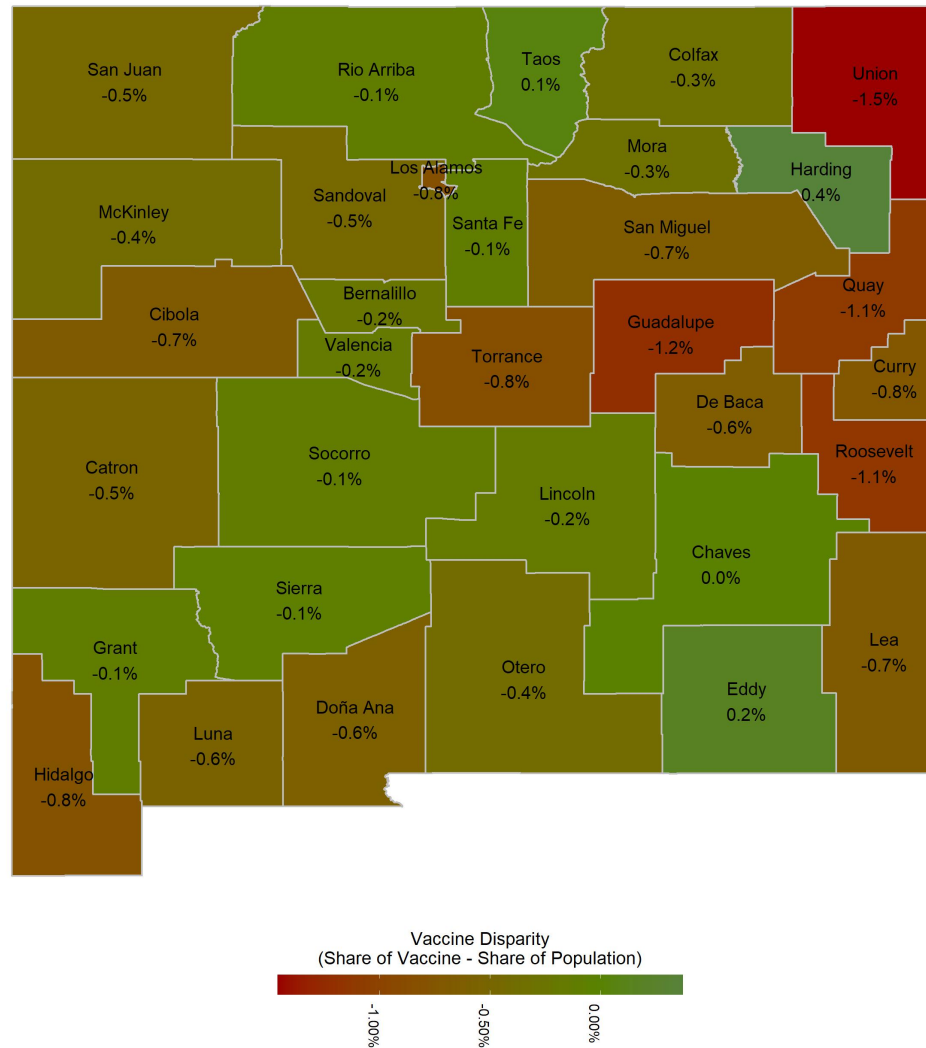 San Juan
-0.5%
Rio Arriba
-0.1%
Taos
0.1%
Colfax
-0.3%
Union
-1.5%
Mora
-0.3%
Harding
0.4%
Los Alamos
-0.8%
McKinley
-0.4%
Sandoval
-0.5%
Santa Fe
-0.1%
San Miguel
-0.7%
Quay
-1.1%
Cibola
-0.7%
Bernalillo
-0.2%
Valencia
-0.2%
Torrance
-0.8%
Guadalupe
-1.2%
Curry
-0.8%
De Baca
-0.6%
Roosevelt
-1.1%
Catron
-0.5%
Socorro
-0.1%
Lincoln
-0.2%
Chaves
0.0%
Sierra
-0.1%
Grant
-0.1%
Otero
-0.4%
Lea
-0.7%
Eddy
0.2%
Luna
-0.6%
Doña Ana
-0.6%
Hidalgo
-0.8%
Vaccine Disparity
(Share of Vaccine - Share of Population)
-1.00%
-0.50%
0.00%